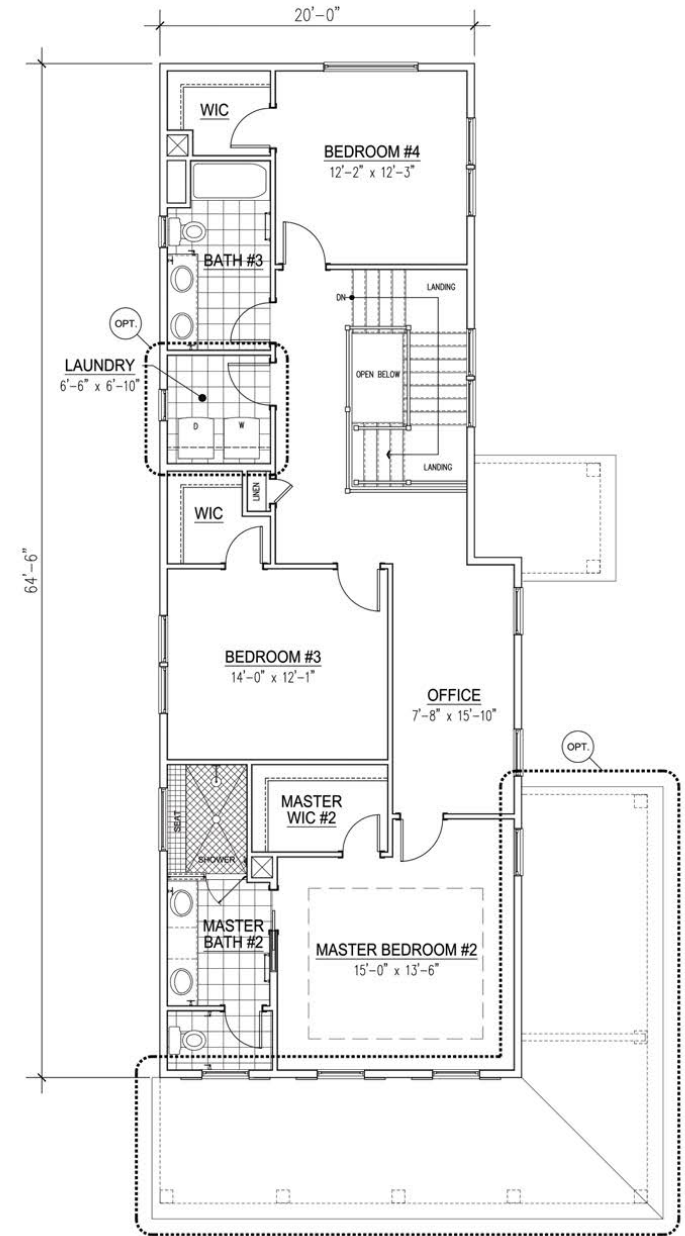 20'-0"
WIC
BEDROOM #4
12'-2" x 12'-3"
BATH #3
DN
LANDING
OPT.
LAUNDRY
6'-6" x 6'-10"
OPEN BELOW
D
W
LANDING
LINEN
WIC
64'-6"
BEDROOM #3
14'-0" x 12'-1"
OFFICE
7'-8" x 15'-10"
OPT.
MASTER
WIC #2
SEAT
SHOWER
MASTER
BATH #2
MASTER BEDROOM #2
15'-0" x 13'-6"